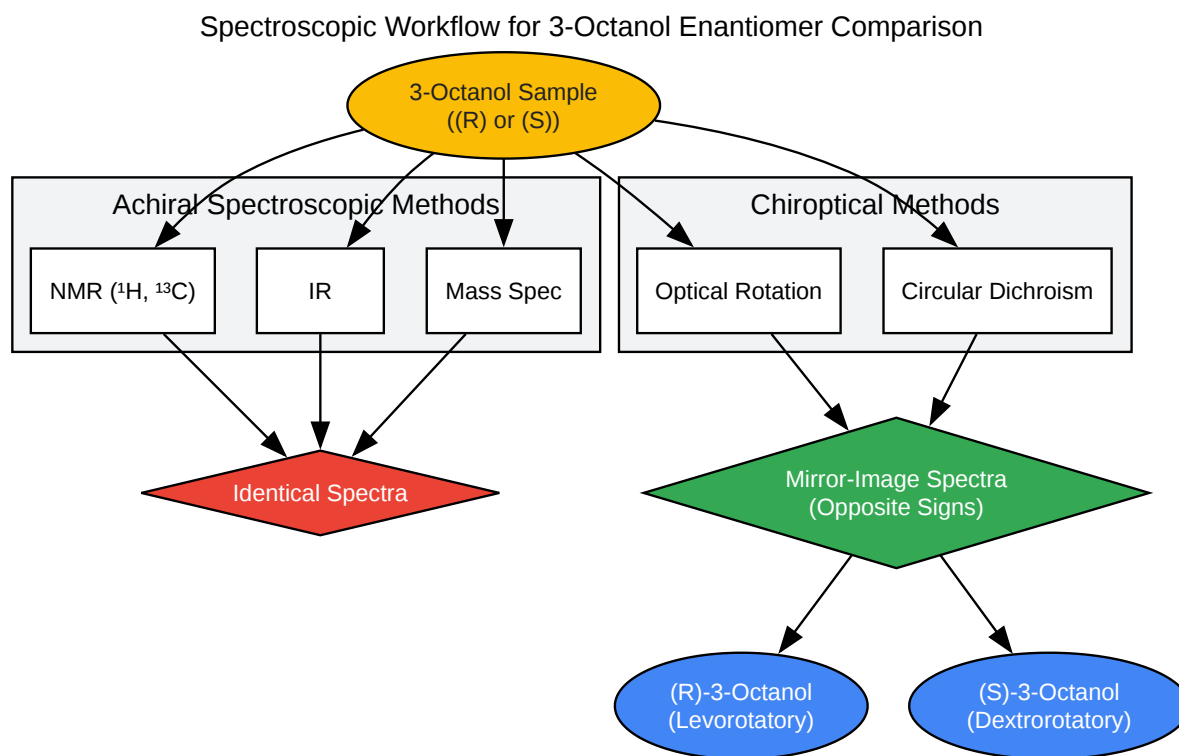 Spectroscopic Workflow for 3-Octanol Enantiomer Comparison
3-Octanol Sample
((R) or (S))
Achiral Spectroscopic Methods
Chiroptical Methods
NMR (¹H, ¹³C)
IR
Mass Spec
Optical Rotation
Circular Dichroism
Identical Spectra
Mirror-Image Spectra
(Opposite Signs)
(R)-3-Octanol
(Levorotatory)
(S)-3-Octanol
(Dextrorotatory)